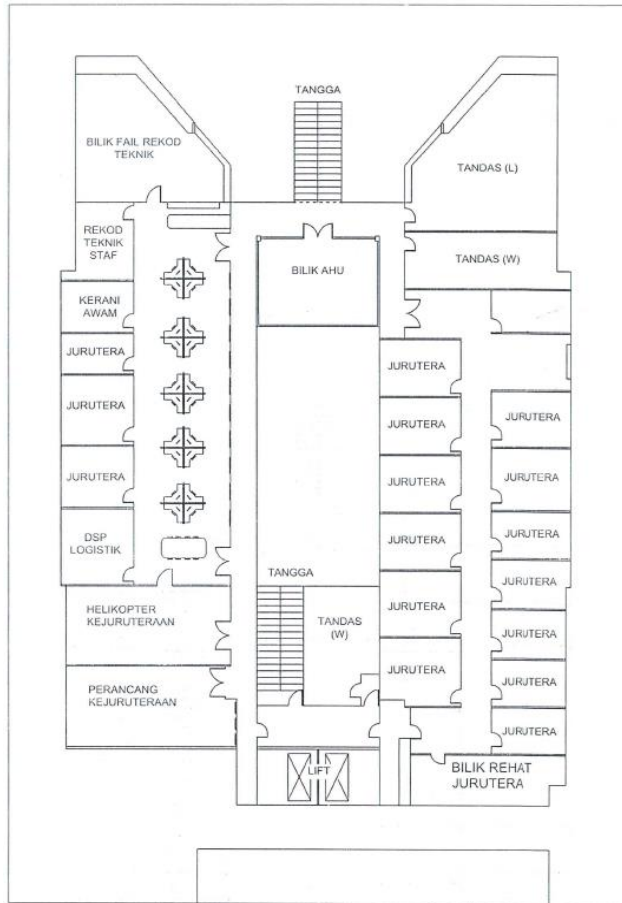 TANGGA
BILIK FAIL REKOD
TEKNIK
TANDAS (L)
REKOD
TEKNIK
STAF
BILIK AHU
TANDAS (W)
KERANI
AWAM
JURUTERA
JURUTERA
JURUTERA
DSP
LOGISTIK
HELIKOPTER
KEJURUTERAAN
PERANCANG
KEJURUTERAAN
TANGGA
TANDAS
(W)
LIFT
JURUTERA
JURUTERA
JURUTERA
JURUTERA
JURUTERA
JURUTERA
JURUTERA
JURUTERA
JURUTERA
JURUTERA
JURUTERA
JURUTERA
JURUTERA
BILIK REHAT
JURUTERA